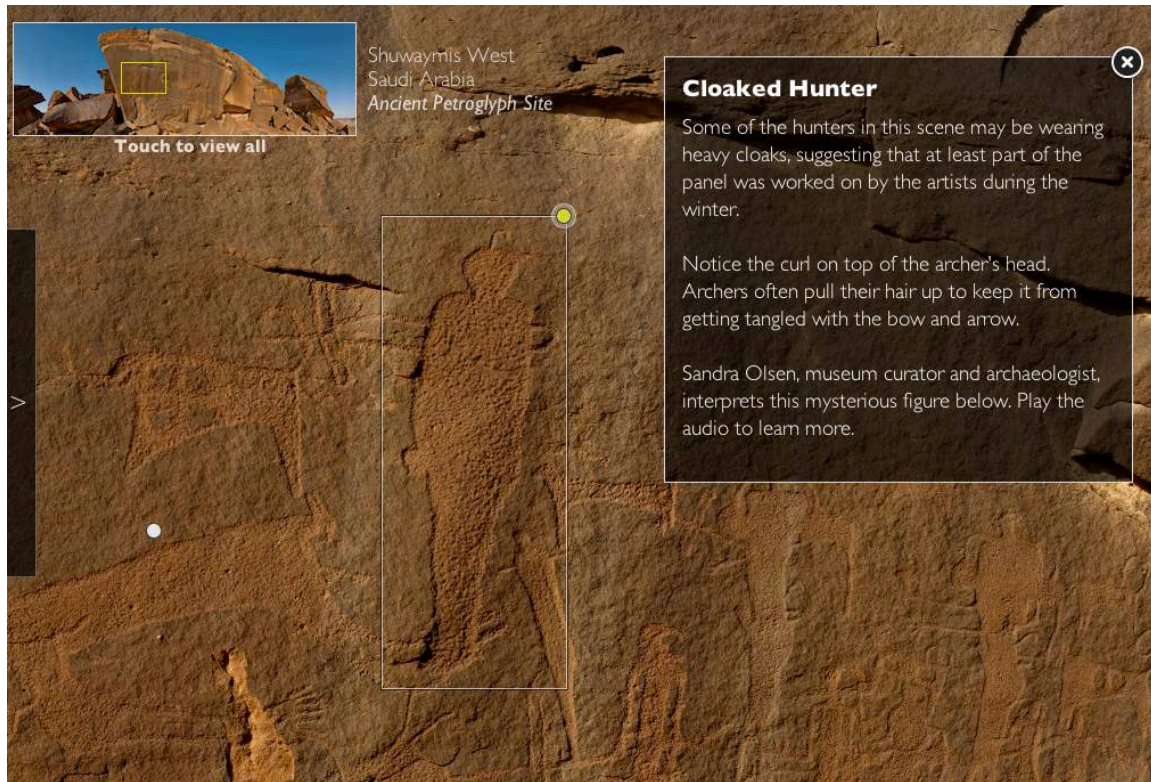 Shuwaymis West
Saudi Arabia
Ancient Petroglyph Site
Touch to view all
Cloaked Hunter
Some of the hunters in this scene may be wearing
heavy cloaks, suggesting that at least part of the
panel was worked on by the artists during the
winter.
Notice the curl on top of the archer's head.
Archers often pull their hair up to keep it from
getting tangled with the bow and arrow.
Sandra Olsen, museum curator and archaeologist,
interprets this mysterious figure below. Play the
audio to learn more.